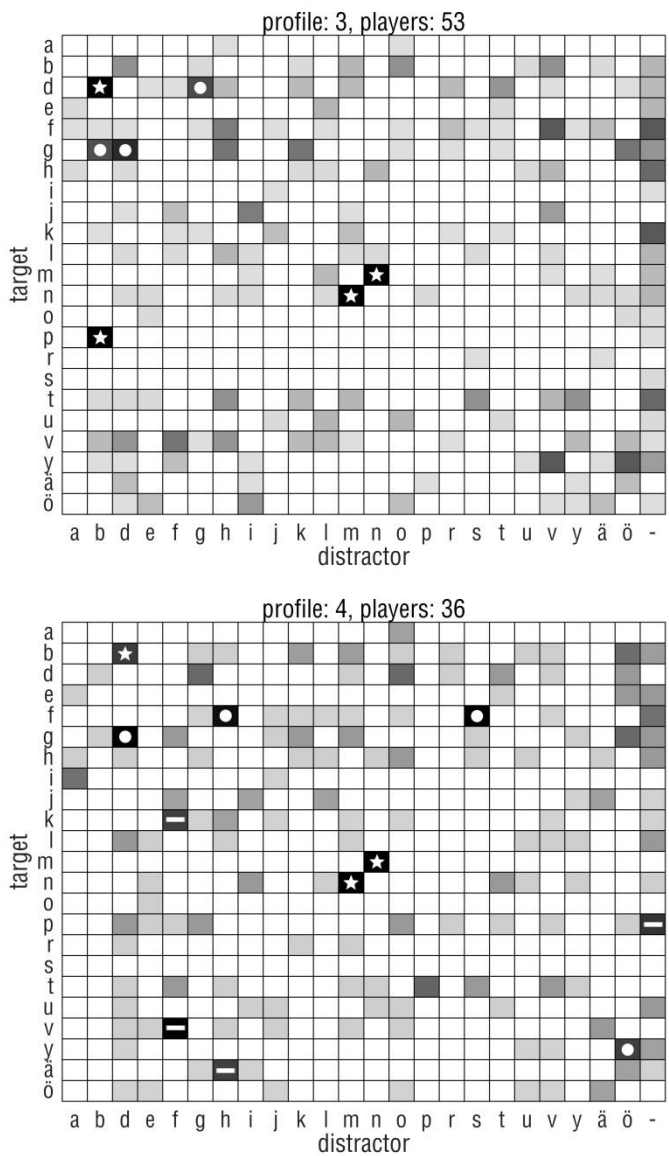 profile: 3, players: 53
a
b
d
e
f
g
h
i
j
k
l
m
n
o
p
r
s
t
u
v
y
ä
ö
target
a b d e f g h i j k l m n o p r s t u v y ä ö -
distractor
profile: 4, players: 36
a
b
d
e
f
g
h
i
j
k
l
m
n
o
p
r
s
t
u
v
y
ä
ö
target
a b d e f g h i j k l m n o p r s t u v y ä ö -
distractor